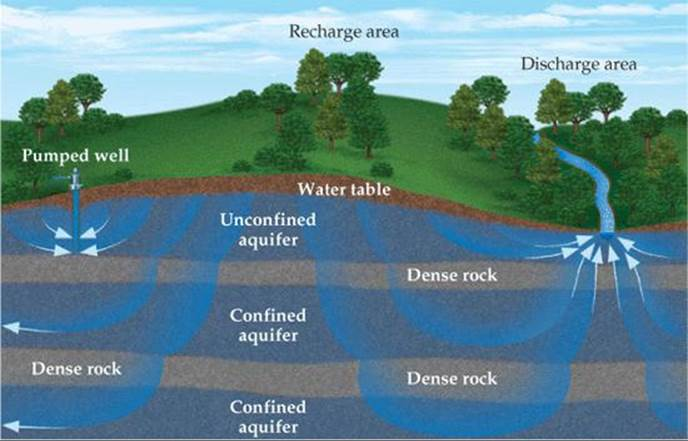 Recharge area
Discharge area
Pumped well
Water table
Unconfined
aquifer
Dense rock
Confined
aquifer
Dense rock
Dense rock
Confined
aquifer